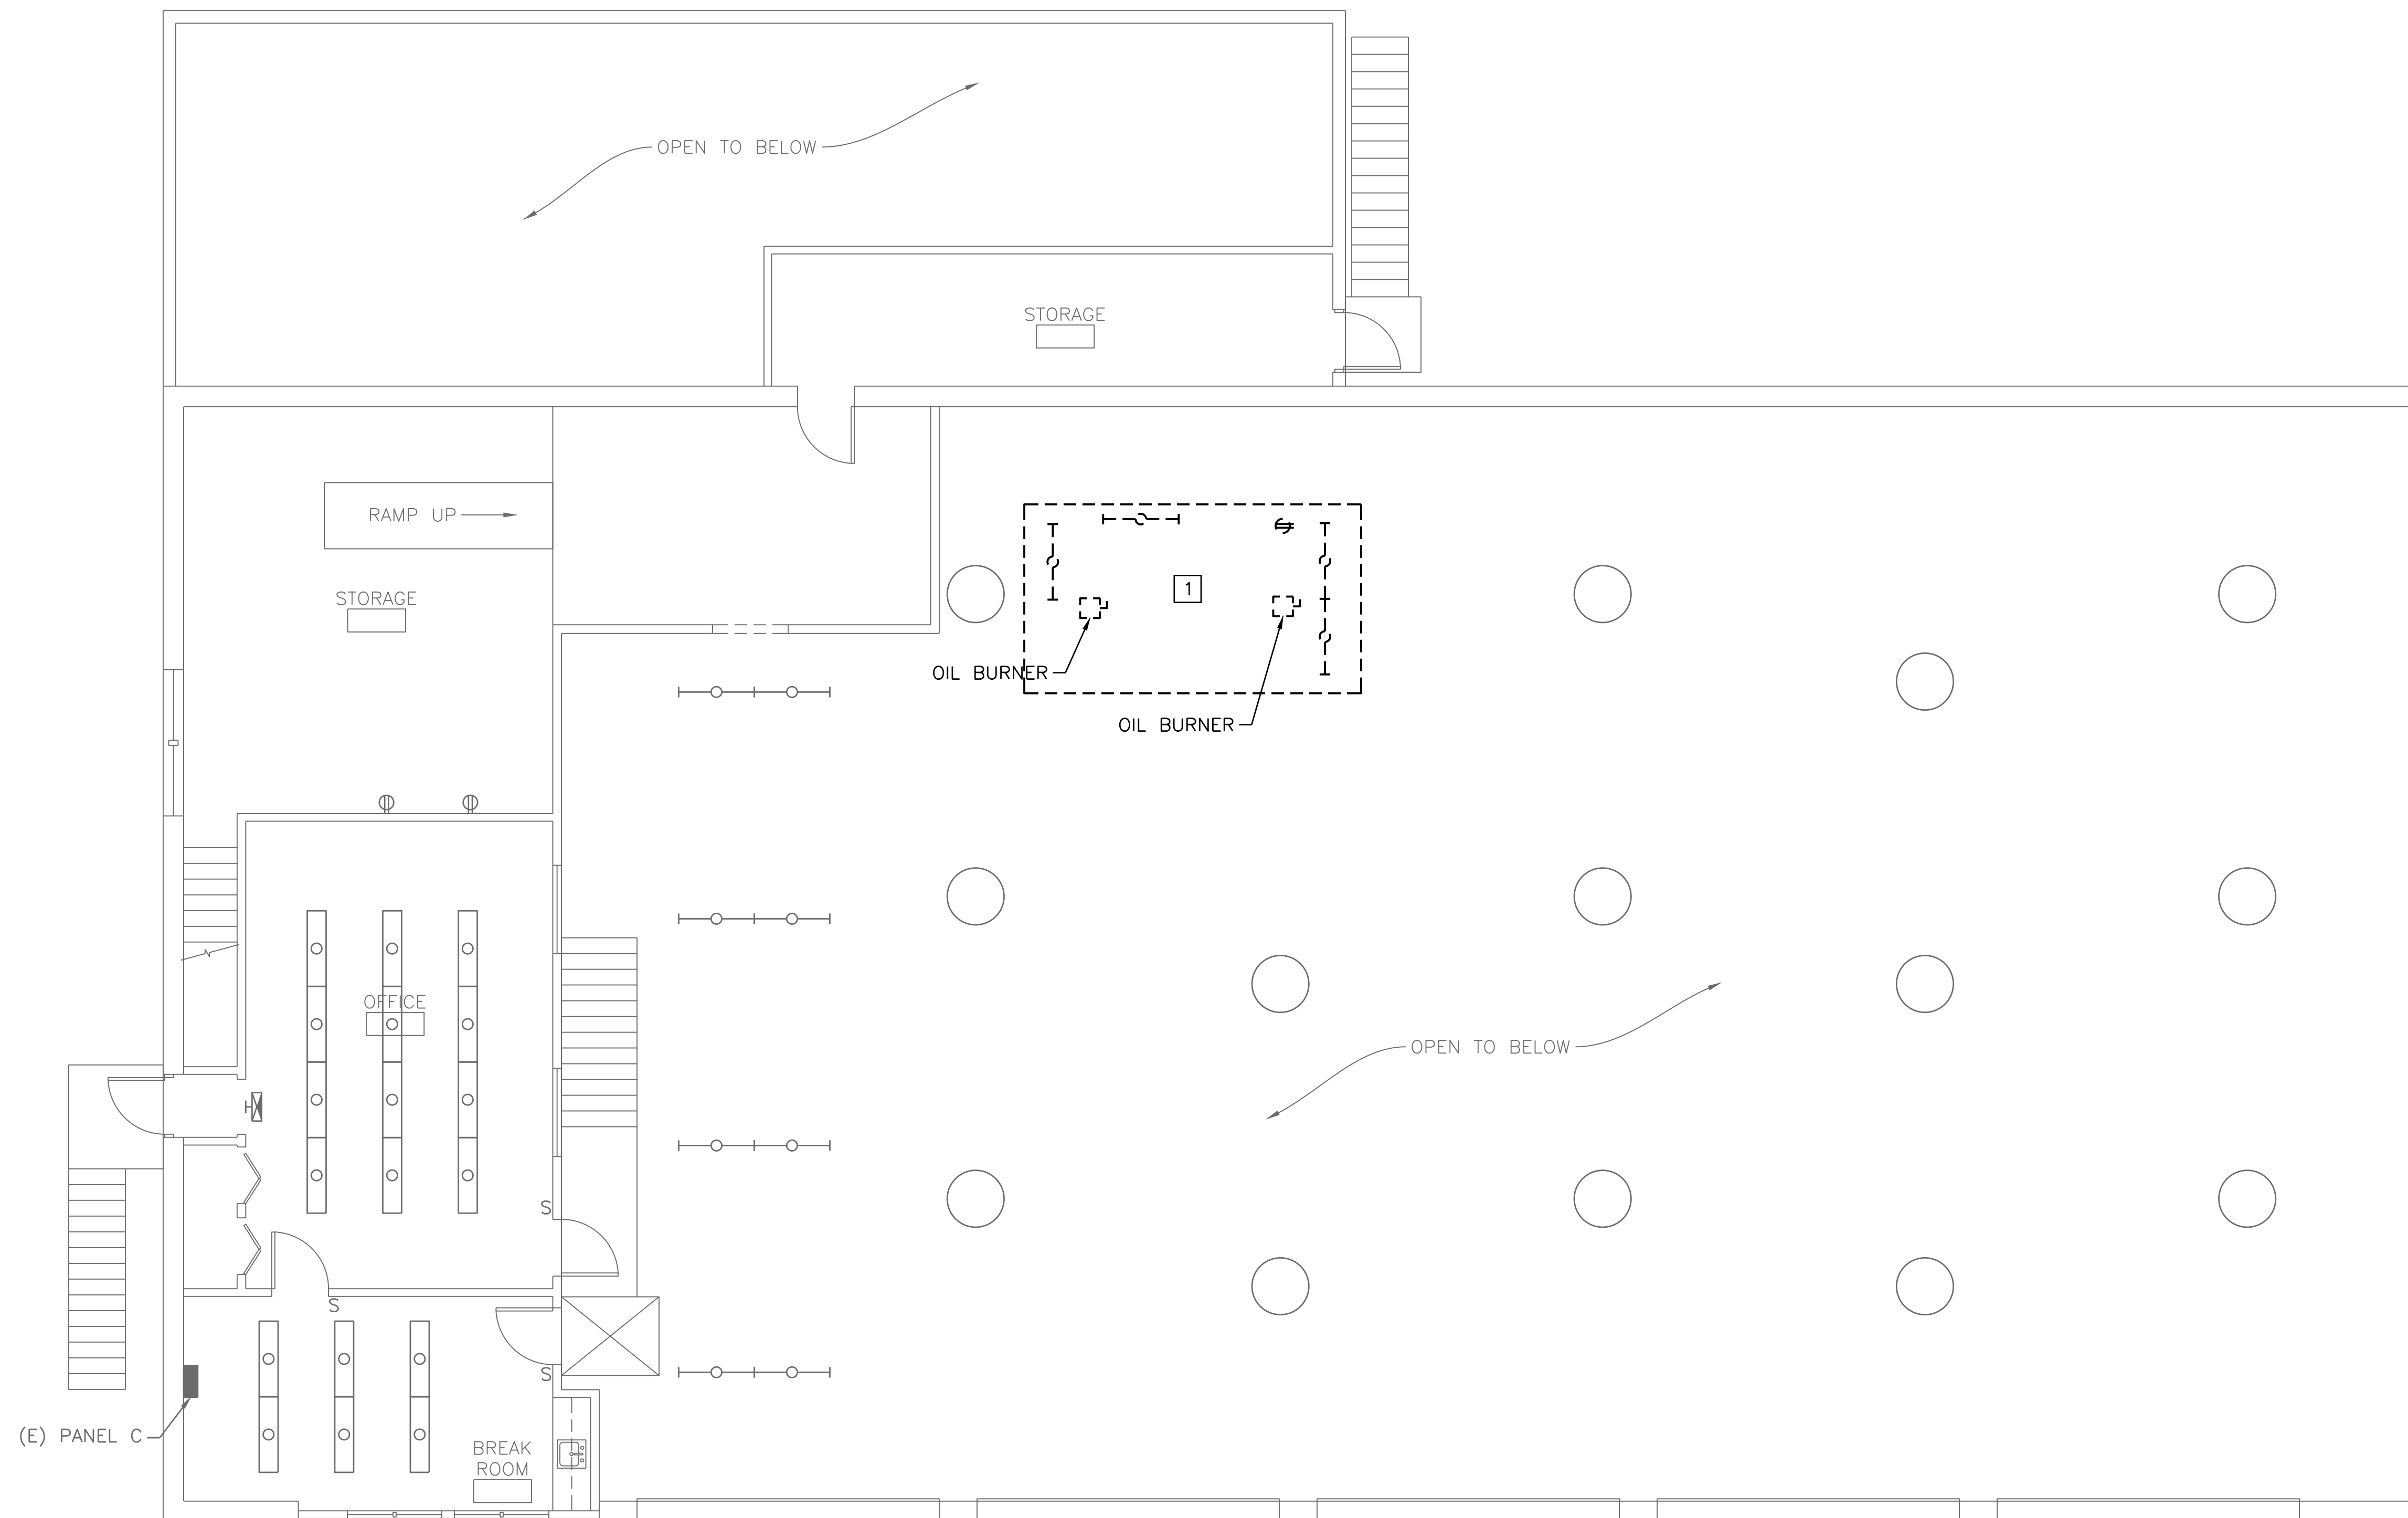 OPEN TO BELOW
STORAGE
RAMP UP
1
STORAGE
OIL BURNER
OIL BURNER
OFFICE
OPEN TO BELOW
S
S
S
(E) PANEL C
BREAK
ROOM